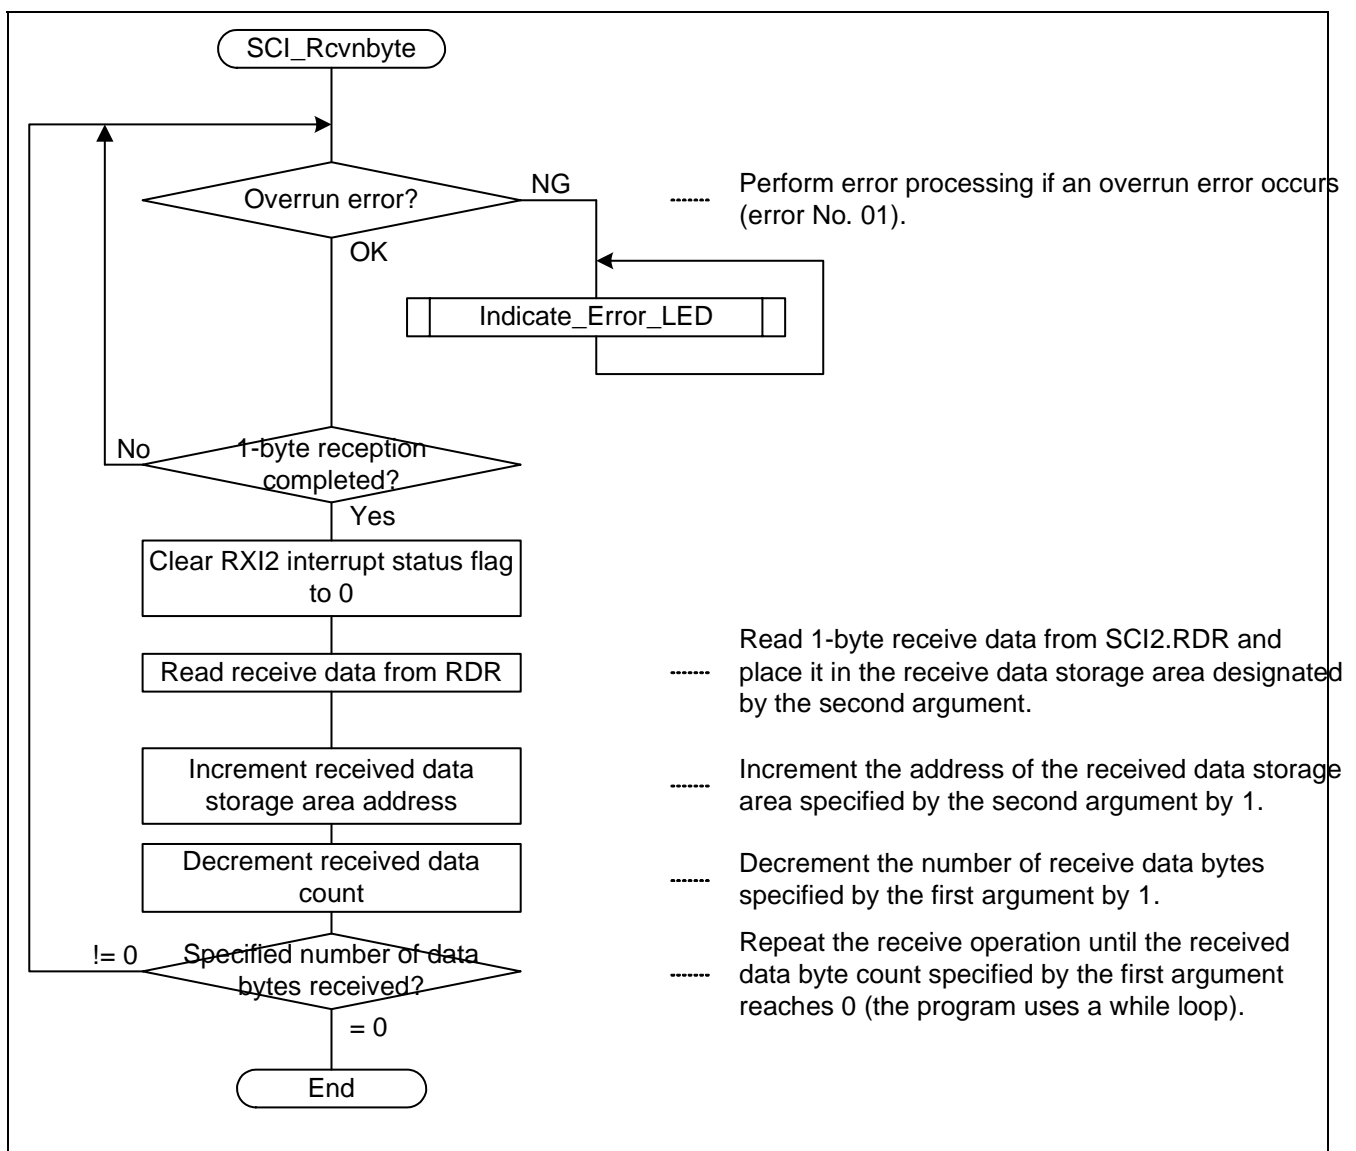 SCI_Rcvnbyte
Overrun error?
NG
Perform error processing if an overrun error occurs
(error No. 01).
OK
Indicate_Error_LED
No
1-byte reception
completed?
Yes
Clear RXI2 interrupt status flag
to 0
Read receive data from RDR
Read 1-byte receive data from SCI2.RDR and
place it in the receive data storage area designated
by the second argument.
Increment received data
storage area address
Increment the address of the received data storage
area specified by the second argument by 1.
Decrement received data
count
Decrement the number of receive data bytes
specified by the first argument by 1.
!= 0
Specified number of data
bytes received?
Repeat the receive operation until the received
data byte count specified by the first argument
reaches 0 (the program uses a while loop).
= 0
End